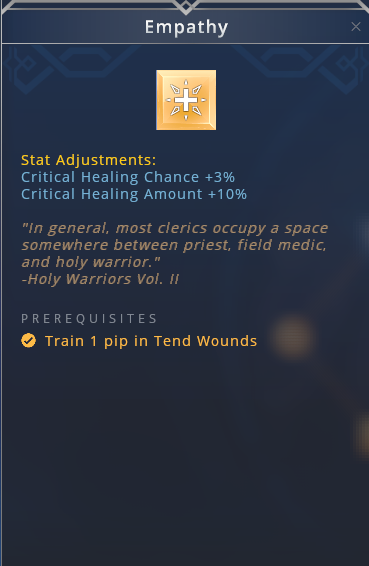 Empathy
Stat Adjustments:
Critical Healing Chance +3%
Critical Healing Amount +10%
"In general, most clerics occupy a space
somewhere between priest, field medic,
and holy warrior."
-Holy Warriors Vol. II
PREREQUISITES
Train 1 pip in Tend Wounds